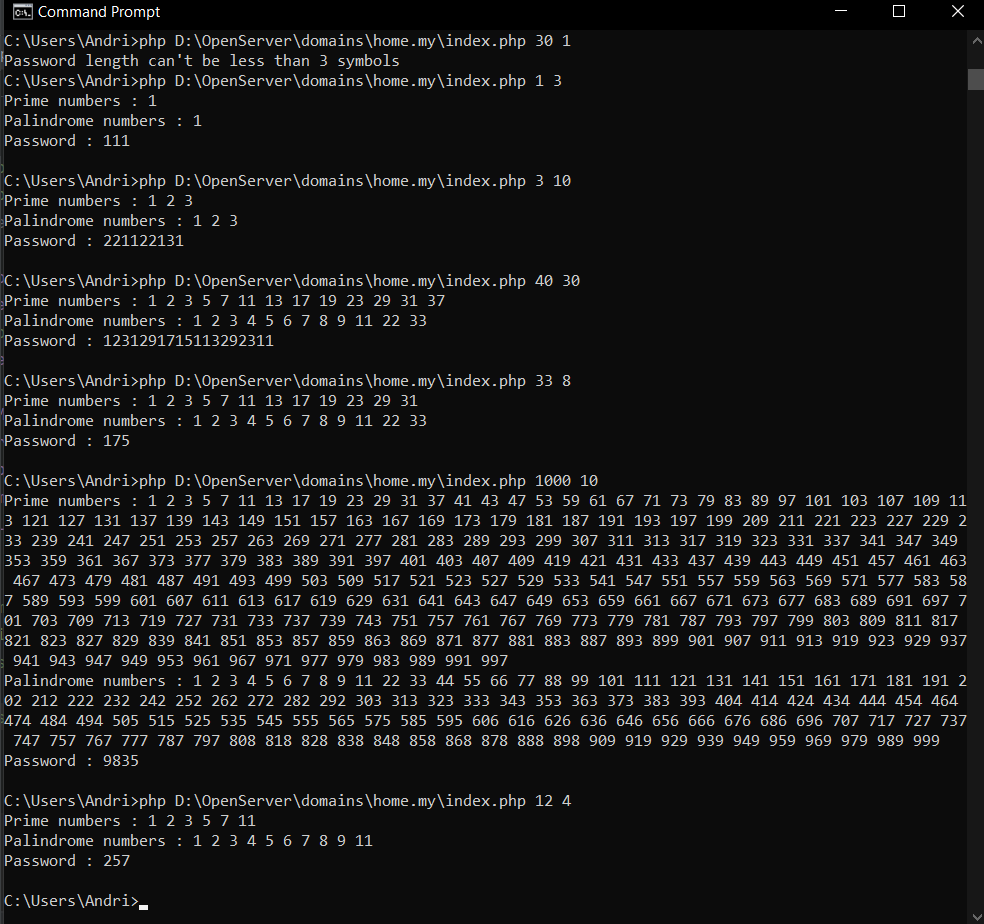 Command Prompt
C:\Users\Andri>php D:\OpenServer\domains\home.my\index.php 30 1
Password length can't be less than 3 symbols
C:\Users\Andri>php D:\OpenServer\domains\home.my\index.php 1 3
Prime numbers : 1
Palindrome numbers : 1
Password : 111
C:\Users\Andri>php D:\OpenServer\domains\home.my\index.php 3 10
Prime numbers : 1 2 3
Palindrome numbers : 1 2 3
Password : 221122131
C:\Users\Andri>php D:\OpenServer\domains\home.my\index.php 40 30
Prime numbers : 1 2 3 5 7 11 13 17 19 23 29 31 37
Palindrome numbers : 1 2 3 4 5 6 7 8 9 11 22 33
Password : 1231291715113292311
C:\Users\Andri>php D:\OpenServer\domains\home.my\index.php 33 8
Prime numbers : 1 2 3 5 7 11 13 17 19 23 29 31
Palindrome numbers : 1 2 3 4 5 6 7 8 9 11 22 33
Password : 175
C:\Users\Andri>php D:\OpenServer\domains\home.my\index.php 1000 10
Prime numbers : 1 2 3 5 7 11 13 17 19 23 29 31 37 41 43 47 53 59 61 67 71 73 79 83 89 97 101 103 107 109 11
3 121 127 131 137 139 143 149 151 157 163 167 169 173 179 181 187 191 193 197 199 209 211 221 223 227 229 2
33 239 241 247 251 253 257 263 269 271 277 281 283 289 293 299 307 311 313 317 319 323 331 337 341 347 349
353 359 361 367 373 377 379 383 389 391 397 401 403 407 409 419 421 431 433 437 439 443 449 451 457 461 463
467 473 479 481 487 491 493 499 503 509 517 521 523 527 529 533 541 547 551 557 559 563 569 571 577 583 58
7 589 593 599 601 607 611 613 617 619 629 631 641 643 647 649 653 659 661 667 671 673 677 683 689 691 697 7
01 703 709 713 719 727 731 733 737 739 743 751 757 761 767 769 773 779 781 787 793 797 799 803 809 811 817
821 823 827 829 839 841 851 853 857 859 863 869 871 877 881 883 887 893 899 901 907 911 913 919 923 929 937
941 943 947 949 953 961 967 971 977 979 983 989 991 997
Palindrome numbers : 1 2 3 4 5 6 7 8 9 11 22 33 44 55 66 77 88 99 101 111 121 131 141 151 161 171 181 191 2
02 212 222 232 242 252 262 272 282 292 303 313 323 333 343 353 363 373 383 393 404 414 424 434 444 454 464
474 484 494 505 515 525 535 545 555 565 575 585 595 606 616 626 636 646 656 666 676 686 696 707 717 727 737
747 757 767 777 787 797 808 818 828 838 848 858 868 878 888 898 909 919 929 939 949 959 969 979 989 999
Password : 9835
C:\Users\Andri>php D:\OpenServer\domains\home.my\index.php 12 4
Prime numbers : 1 2 3 5 7 11
Palindrome numbers : 1 2 3 4 5 6 7 8 9 11
Password : 257
C:\Users\Andri>